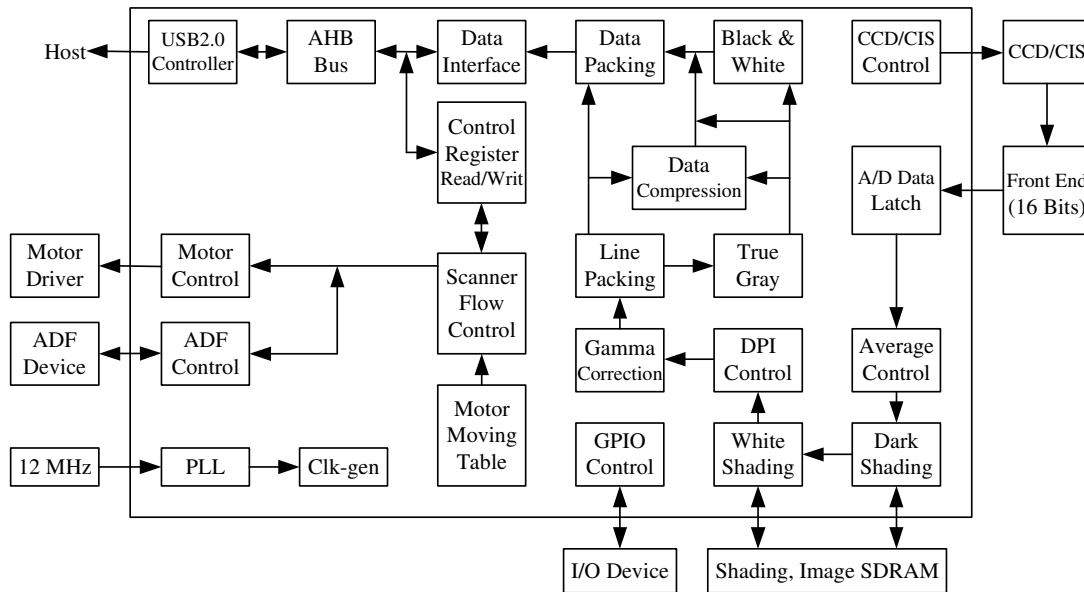 Host
USB2.0
Controller
AHB
Bus
Data
Interface
Data
Packing
Black &
White
CCD/CIS
Control
CCD/CIS
Control
Register
Read/Writ
Data
Compression
A/D Data
Latch
Front End
(16 Bits)
Motor
Driver
Motor
Control
Scanner
Flow
Control
Line
Packing
True
Gray
ADF
Device
ADF
Control
Gamma
Correction
DPI
Control
Average
Control
Motor
Moving
Table
12 MHz
PLL
Clk-gen
GPIO
Control
White
Shading
Dark
Shading
I/O Device
Shading, Image SDRAM